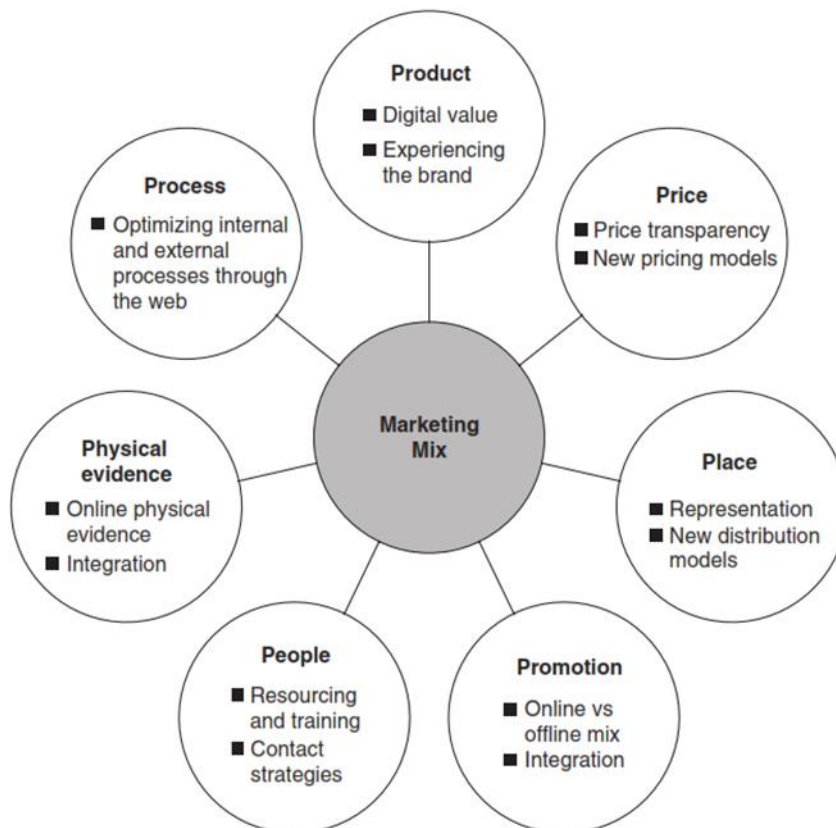 Product
■ Digital value
■ Experiencing
the brand
Price
■ Price transparency
■ New pricing models
Place
■ Representation
■ New distribution
models
Promotion
■ Online vs
offline mix
■ Integration
People
■ Resourcing
and training
■ Contact
strategies
Physical
evidence
■ Online physical
evidence
■ Integration
Process
■ Optimizing internal
and external
processes through
the web
Marketing
Mix